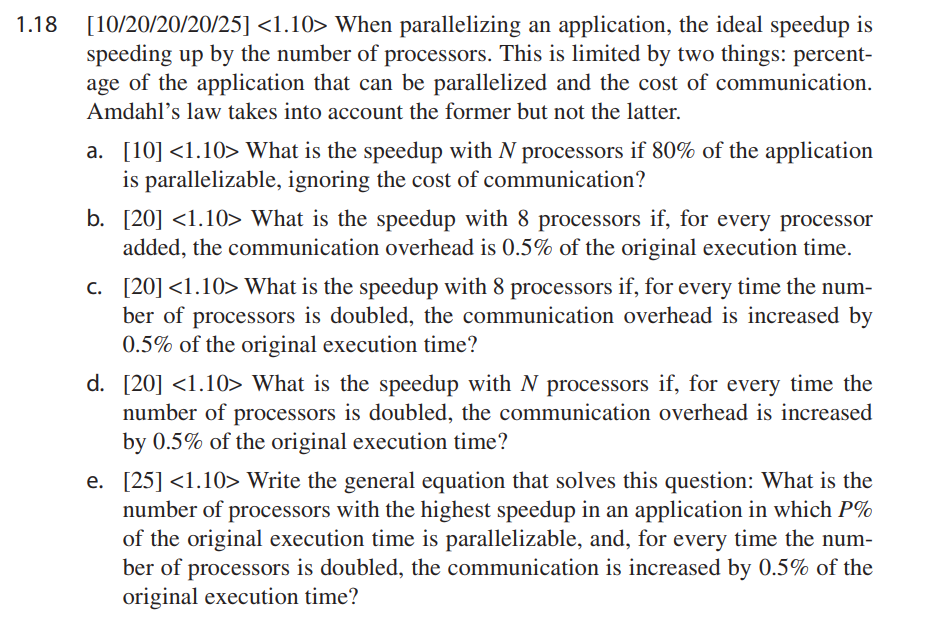 1.18 [10/20/20/20/25] <1.10> When parallelizing an application, the ideal speedup is
speeding up by the number of processors. This is limited by two things: percent-
age of the application that can be parallelized and the cost of communication.
Amdahl’s law takes into account the former but not the latter.
a. [10] <1.10> What is the speedup with N processors if 80% of the application
is parallelizable, ignoring the cost of communication?
b. [20] <1.10> What is the speedup with 8 processors if, for every processor
added, the communication overhead is 0.5% of the original execution time.
c. [20] <1.10> What is the speedup with 8 processors if, for every time the num-
ber of processors is doubled, the communication overhead is increased by
0.5% of the original execution time?
d. [20] <1.10> What is the speedup with N processors if, for every time the
number of processors is doubled, the communication overhead is increased
by 0.5% of the original execution time?
e. [25] <1.10> Write the general equation that solves this question: What is the
number of processors with the highest speedup in an application in which P%
of the original execution time is parallelizable, and, for every time the num-
ber of processors is doubled, the communication is increased by 0.5% of the
original execution time?